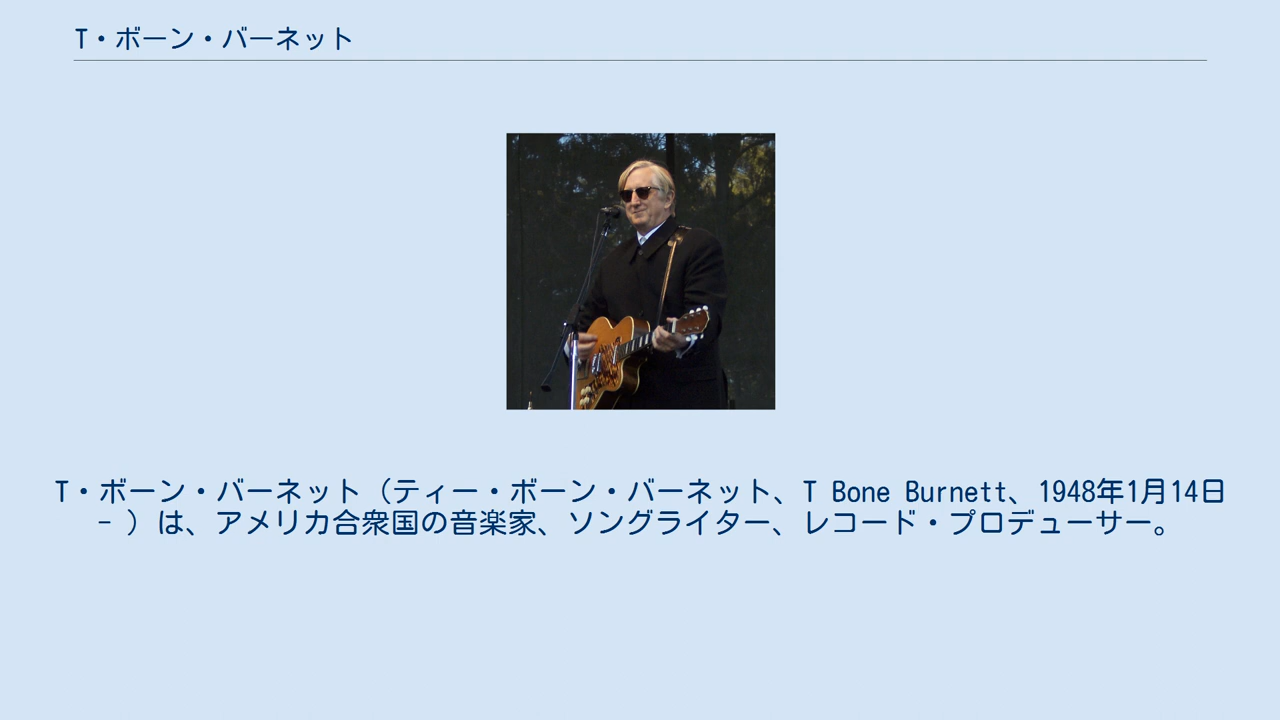 T・ボーン・バーネット
T・ボーン・バーネット（ティー・ボーン・バーネット、T Bone Burnett、1948年1月14日
- ）は、アメリカ合衆国の音楽家、ソングライター、レコード・プロデューサー。